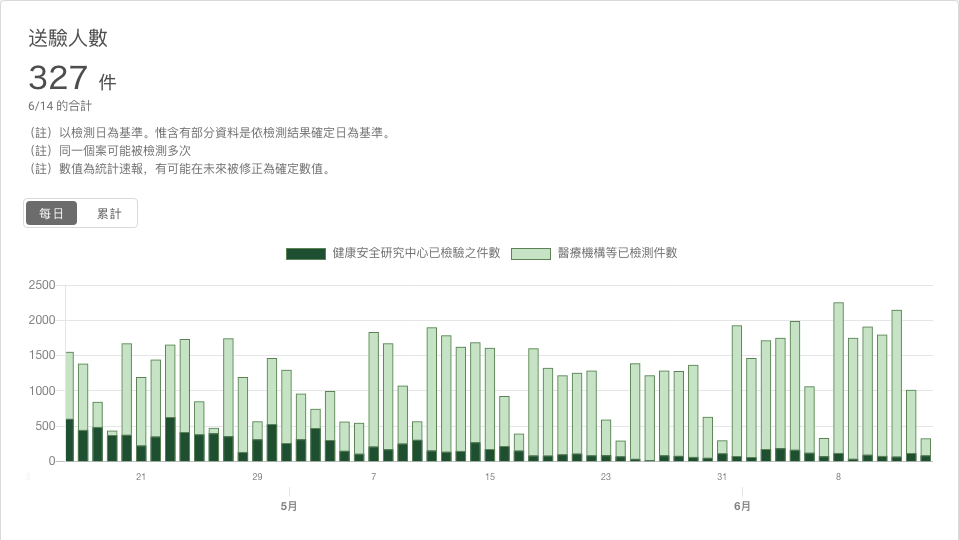 送驗人數
327 件
6/14 的合計
（註）以檢測日為基準。惟含有部分資料是依檢測結果確定日為基準。
（註）同一個案可能被檢測多次
（註）數值為統計速報，有可能在未來被修正為確定數值。
每日 累計
健康安全研究中心已檢驗之件數 醫療機構等已檢測件數
2500
2000
1500
1000
500
0
21 29 7 15 23 31 8
5月 6月